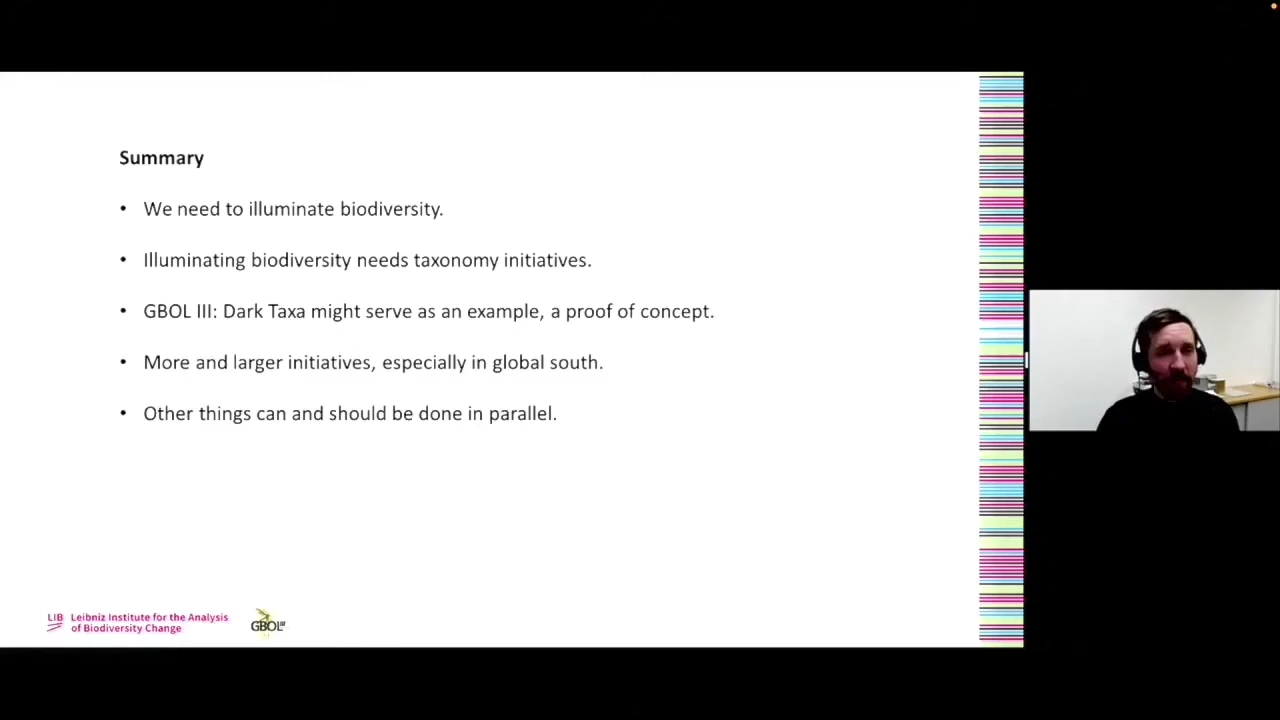 Summary
• We need to illuminate biodiversity.
• Illuminating biodiversity needs taxonomy initiatives.
• GBOL III: Dark Taxa might serve as an example, a proof of concept.
• More and larger initiatives, especially in global south.
• Other things can and should be done in parallel.
LIB Leibniz Institute for the Analysis
of Biodiversity Change
GBOL